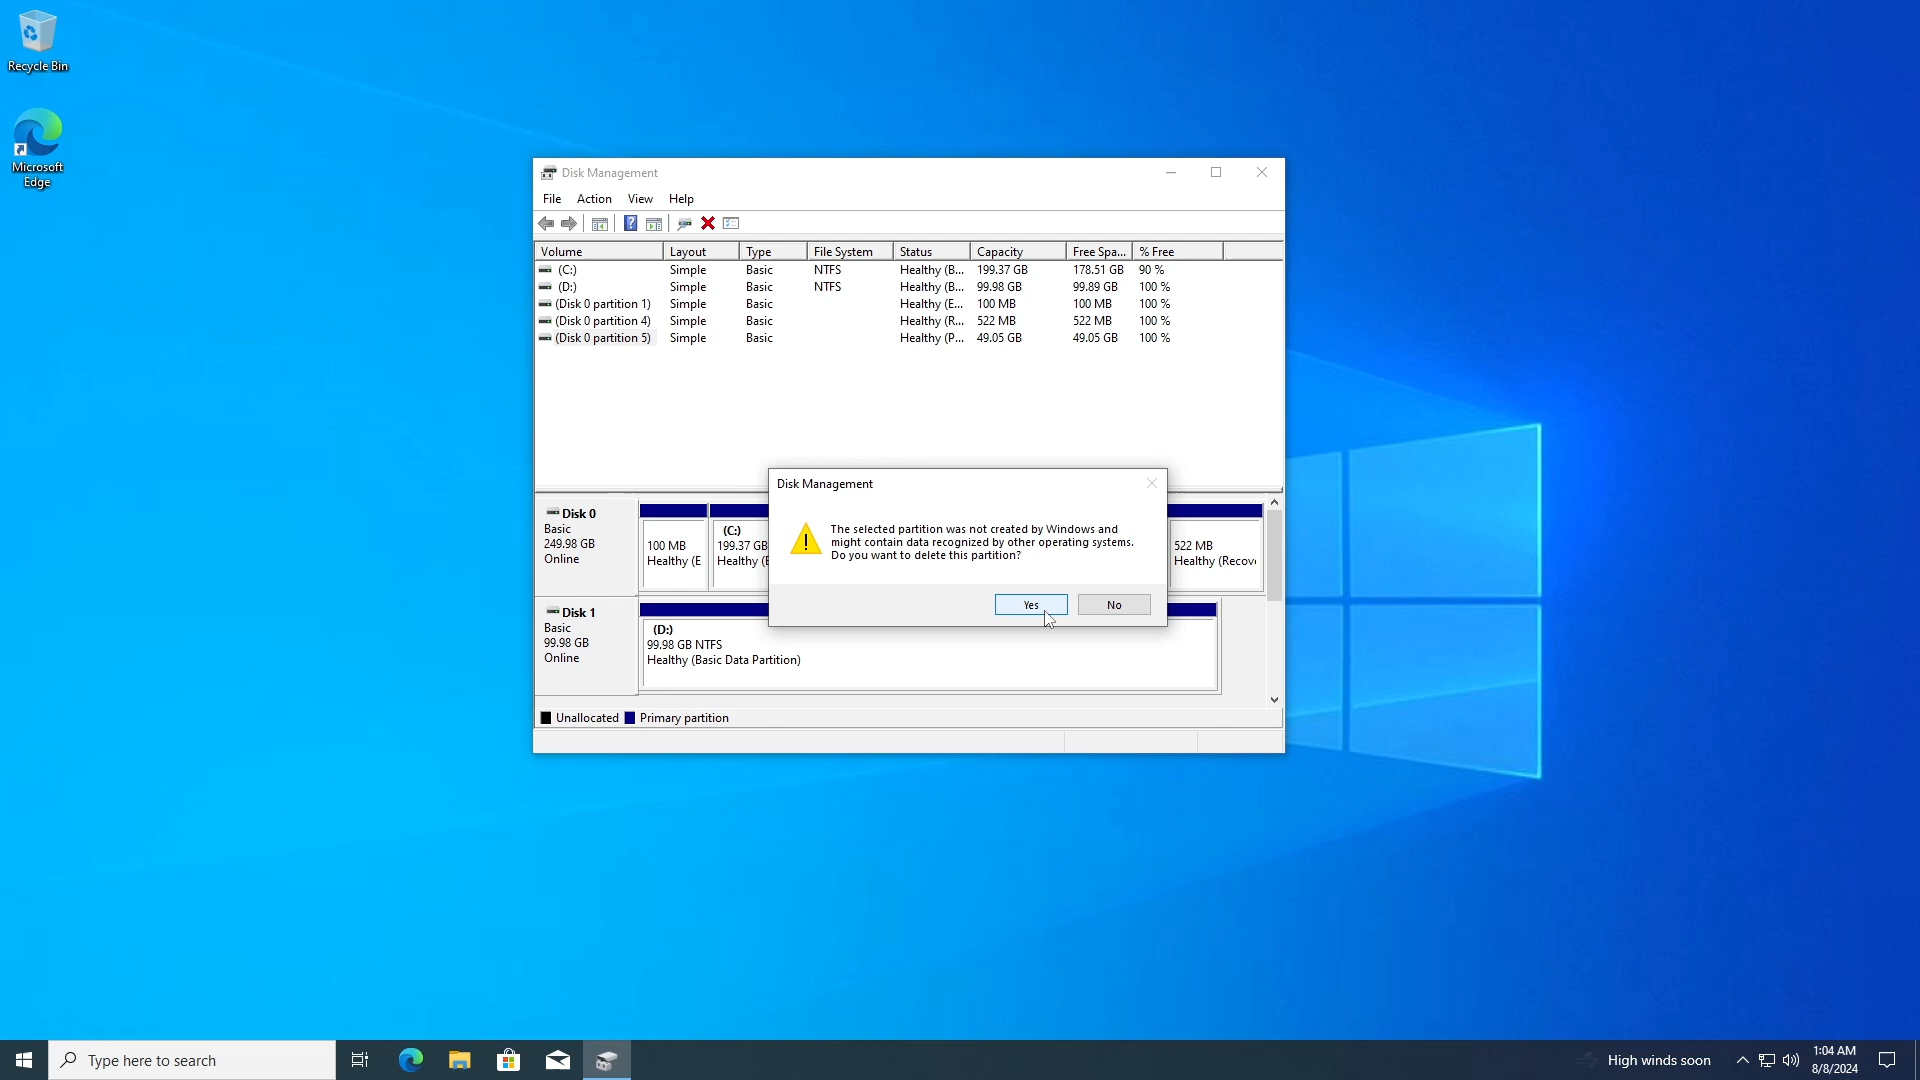 Recycle Bin
Microsoft
Edge
Disk Management
File Action View Help
Volume Layout Type File System Status Capacity Free Spa... % Free
(C:) Simple Basic NTFS Healthy (B... 199.37 GB 178.51 GB 90 %
(D:) Simple Basic NTFS Healthy (B... 99.98 GB 99.89 GB 100 %
(Disk 0 partition 1) Simple Basic Healthy (E... 100 MB 100 MB 100 %
(Disk 0 partition 4) Simple Basic Healthy (R... 522 MB 522 MB 100 %
(Disk 0 partition 5) Simple Basic Healthy (P... 49.05 GB 49.05 GB 100 %
Disk Management
The selected partition was not created by Windows and
might contain data recognized by other operating systems.
Do you want to delete this partition?
Yes No
Disk 0
Basic
249.98 GB
Online
100 MB
Healthy (E
(C:)
199.37 GB
Healthy (
522 MB
Healthy (Recov
Disk 1
Basic
99.98 GB
Online
(D:)
99.98 GB NTFS
Healthy (Basic Data Partition)
Unallocated Primary partition
Type here to search
High winds soon
1:04 AM
8/8/2024